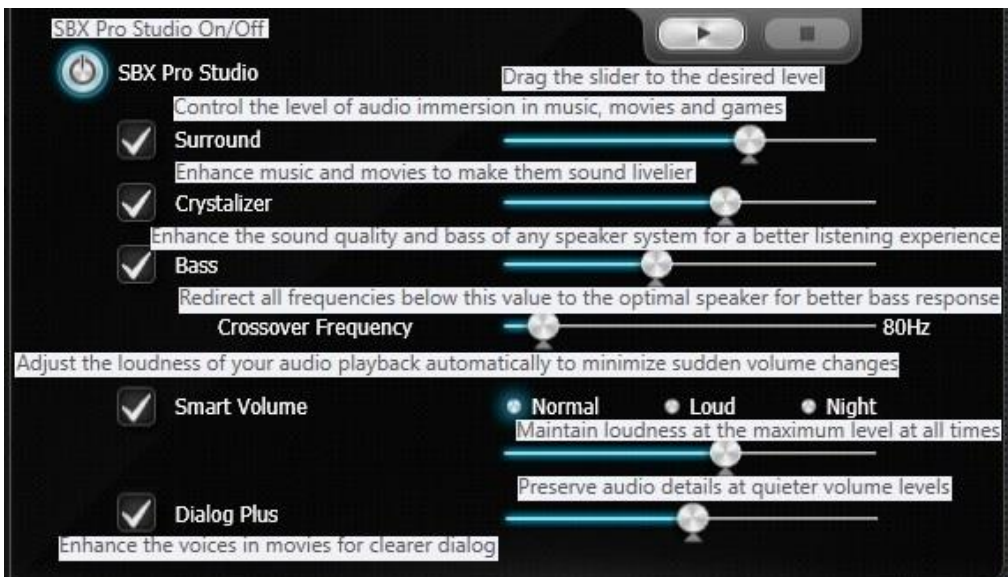 SBX Pro Studio On/Off
SBX Pro Studio
Drag the slider to the desired level
Control the level of audio immersion in music, movies and games
Surround
Enhance music and movies to make them sound livelier
Crystalizer
Enhance the sound quality and bass of any speaker system for a better listening experience
Bass
Redirect all frequencies below this value to the optimal speaker for better bass response
Crossover Frequency 80Hz
Adjust the loudness of your audio playback automatically to minimize sudden volume changes
Smart Volume Normal Loud Night
Maintain loudness at the maximum level at all times
Preserve audio details at quieter volume levels
Dialog Plus
Enhance the voices in movies for clearer dialog